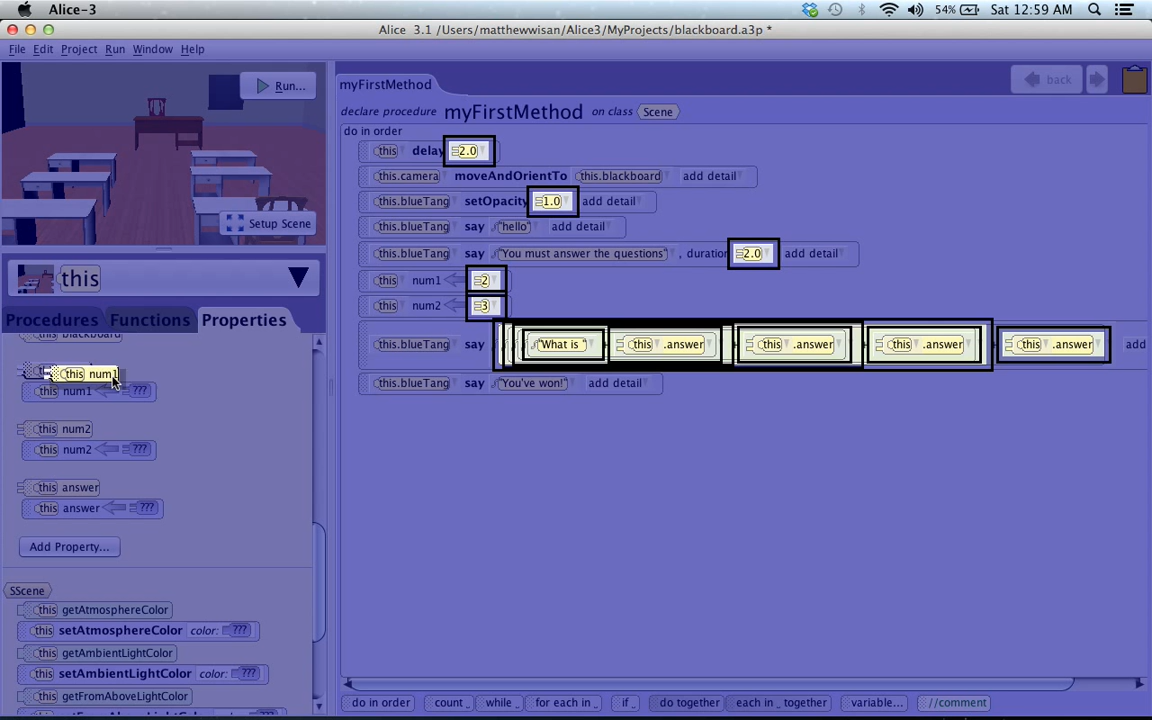 Alice-3
54%
Sat 12:59 AM
Alice 3.1 /Users/matthewwisan/Alice3/MyProjects/blackboard.a3p *
File Edit Project Run Window Help
Run...
Setup Scene
this
Procedures Functions Properties
blackboard
this num1
this num1 ???
this num2
this num2 ???
this answer
this answer ???
Add Property...
SScene
this getAtmosphereColor
this setAtmosphereColor color: ???
this getAmbientLightColor
this setAmbientLightColor color: ???
this getFromAboveLightColor
myFirstMethod
back
declare procedure myFirstMethod on class Scene
do in order
this delay 2.0
this.camera moveAndOrientTo this.blackboard add detail
this.blueTang setOpacity 1.0 add detail
this.blueTang say "hello" add detail
this.blueTang say "You must answer the questions" , duration 2.0 add detail
this num1 2
this num2 3
this.blueTang say "What is " this .answer this .answer this .answer this .answer add
this.blueTang say "You've won!" add detail
do in order count _ while _ for each in _ if _ do together each in _ together variable... //comment